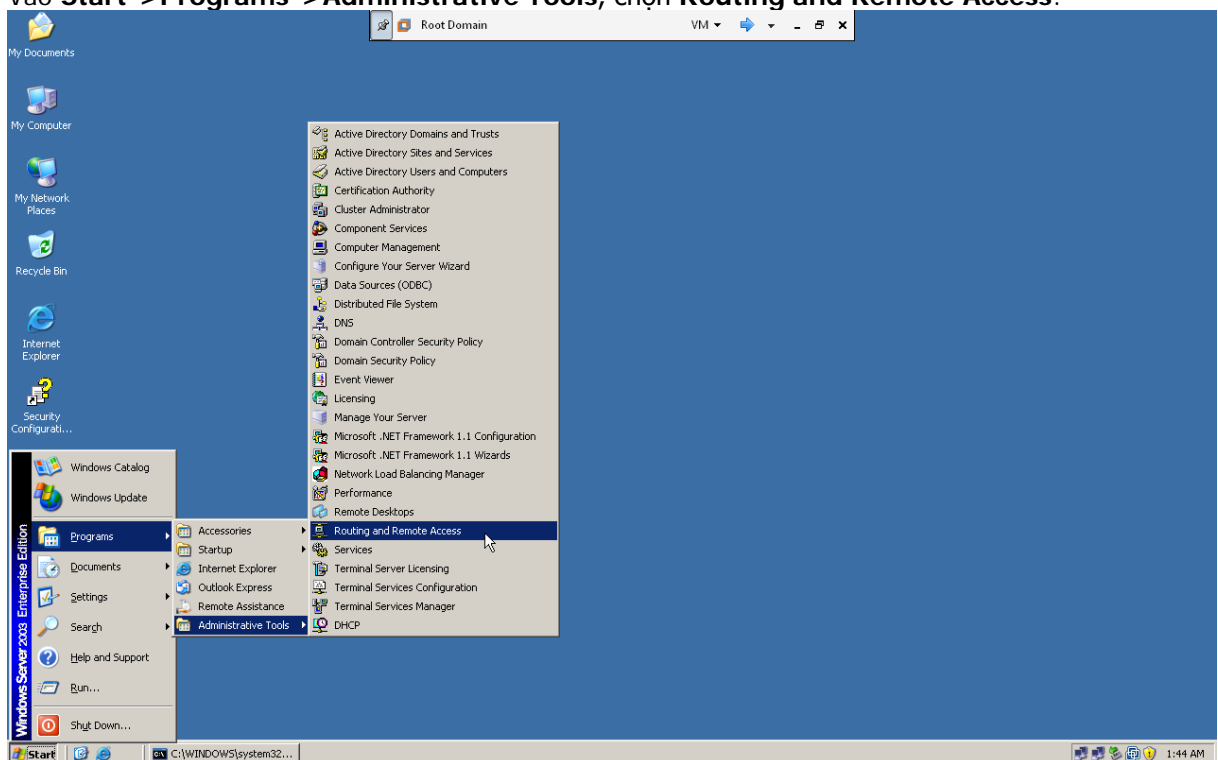 Vào Start->Programs->Administrative Tools, chọn Routing and Remote Access.
Root Domain
VM
My Documents
My Computer
My Network
Places
Recycle Bin
Internet
Explorer
Security
Configurati...
Active Directory Domains and Trusts
Active Directory Sites and Services
Active Directory Users and Computers
Certification Authority
Cluster Administrator
Component Services
Computer Management
Configure Your Server Wizard
Data Sources (ODBC)
Distributed File System
DNS
Domain Controller Security Policy
Domain Security Policy
Event Viewer
Licensing
Manage Your Server
Microsoft .NET Framework 1.1 Configuration
Microsoft .NET Framework 1.1 Wizards
Network Load Balancing Manager
Performance
Remote Desktops
Routing and Remote Access
Services
Terminal Server Licensing
Terminal Services Configuration
Terminal Services Manager
DHCP
Accessories
Startup
Internet Explorer
Outlook Express
Remote Assistance
Administrative Tools
Windows Catalog
Windows Update
Programs
Documents
Settings
Search
Help and Support
Run...
Shut Down...
Windows Server 2003 Enterprise Edition
Start
C:\WINDOWS\system32...
1:44 AM